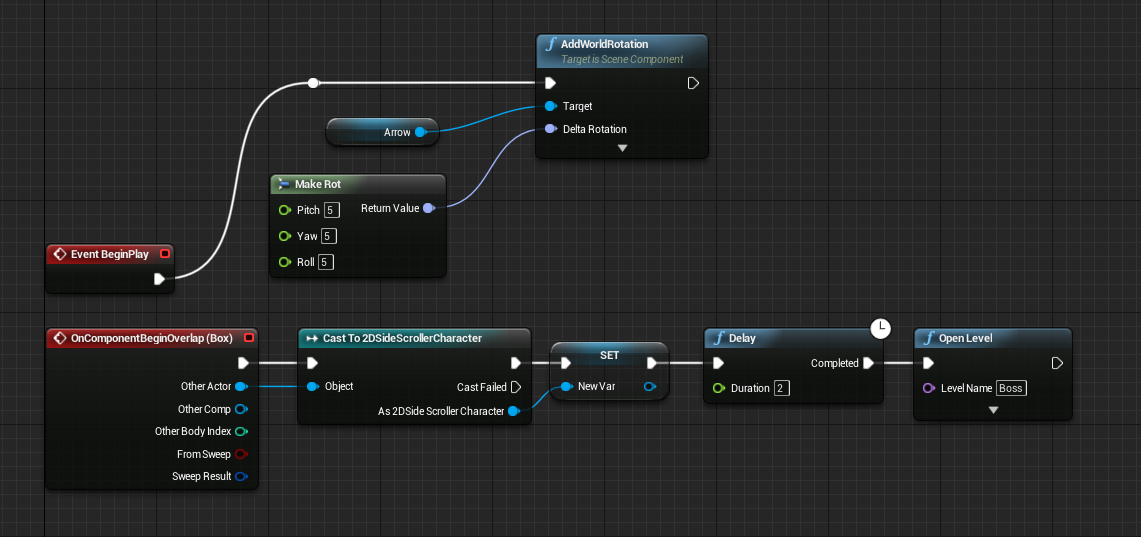 AddWorldRotation
Target is Scene Component
Target
Delta Rotation
Arrow
Make Rot
Pitch 5 Return Value
Yaw 5
Roll 5
Event BeginPlay
OnComponentBeginOverlap (Box)
Other Actor
Other Comp
Other Body Index
From Sweep
Sweep Result
Cast To 2DSideScrollerCharacter
Object
Cast Failed
As 2DSide Scroller Character
SET
New Var
Delay
Completed
Duration 2
Open Level
Level Name Boss